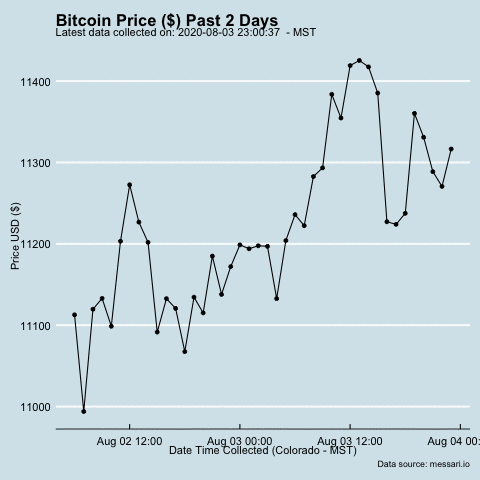 Bitcoin Price ($) Past 2 Days
Latest data collected on: 2020-08-03 23:00:37  - MST
11400
11300
11200
11100
11000
Price USD ($)
Aug 02 12:00
Aug 03 00:00
Aug 03 12:00
Aug 04 00:
Date Time Collected (Colorado - MST)
Data source: messari.io